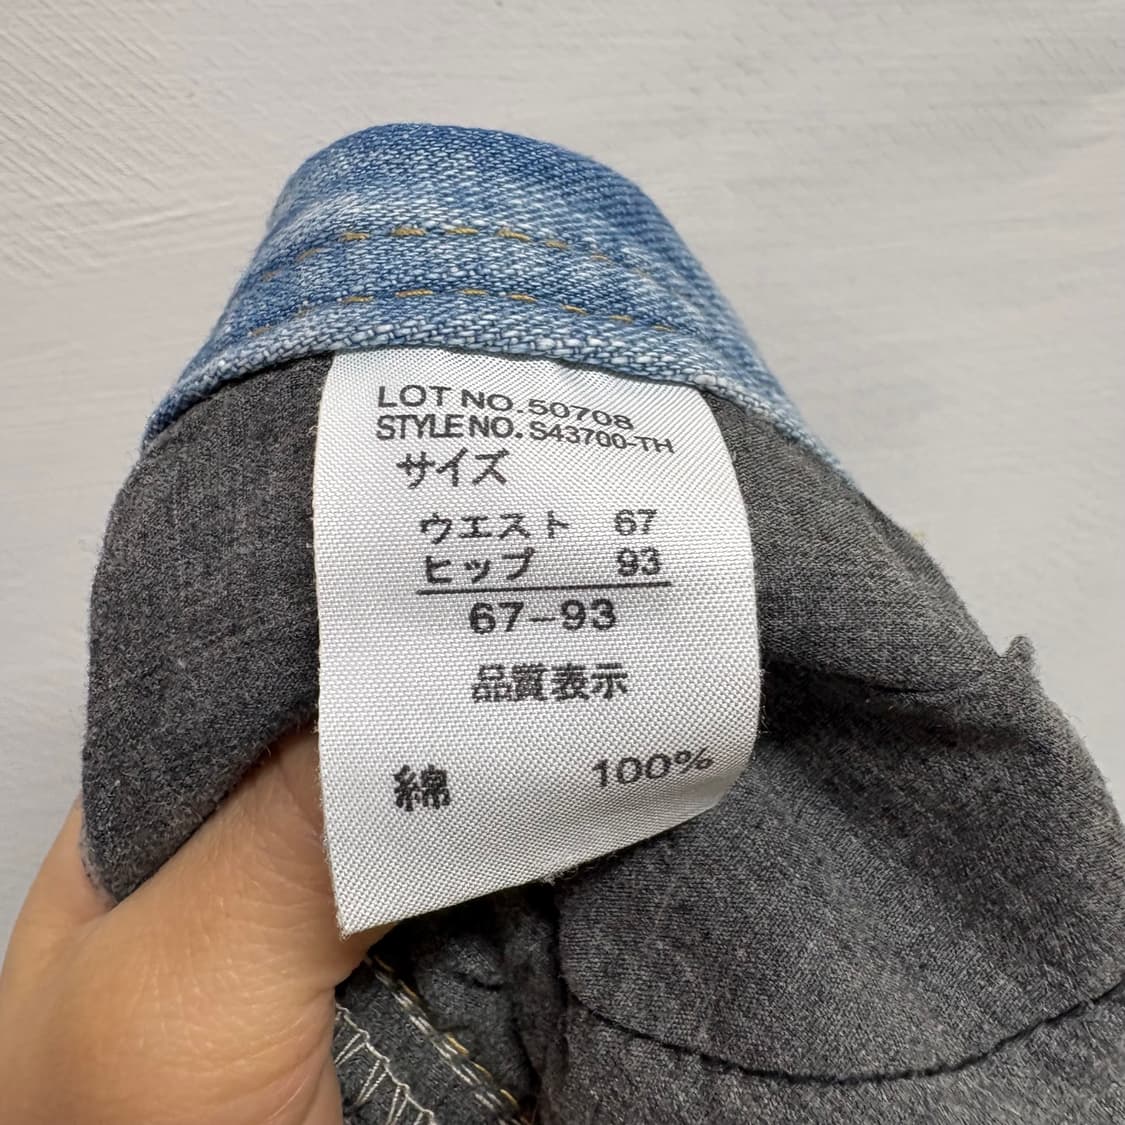 LOT NO.50708
STYLE NO.S43700-TH
サイズ
ウエスト 67
ヒップ 93
67-93
品質表示
綿 100%